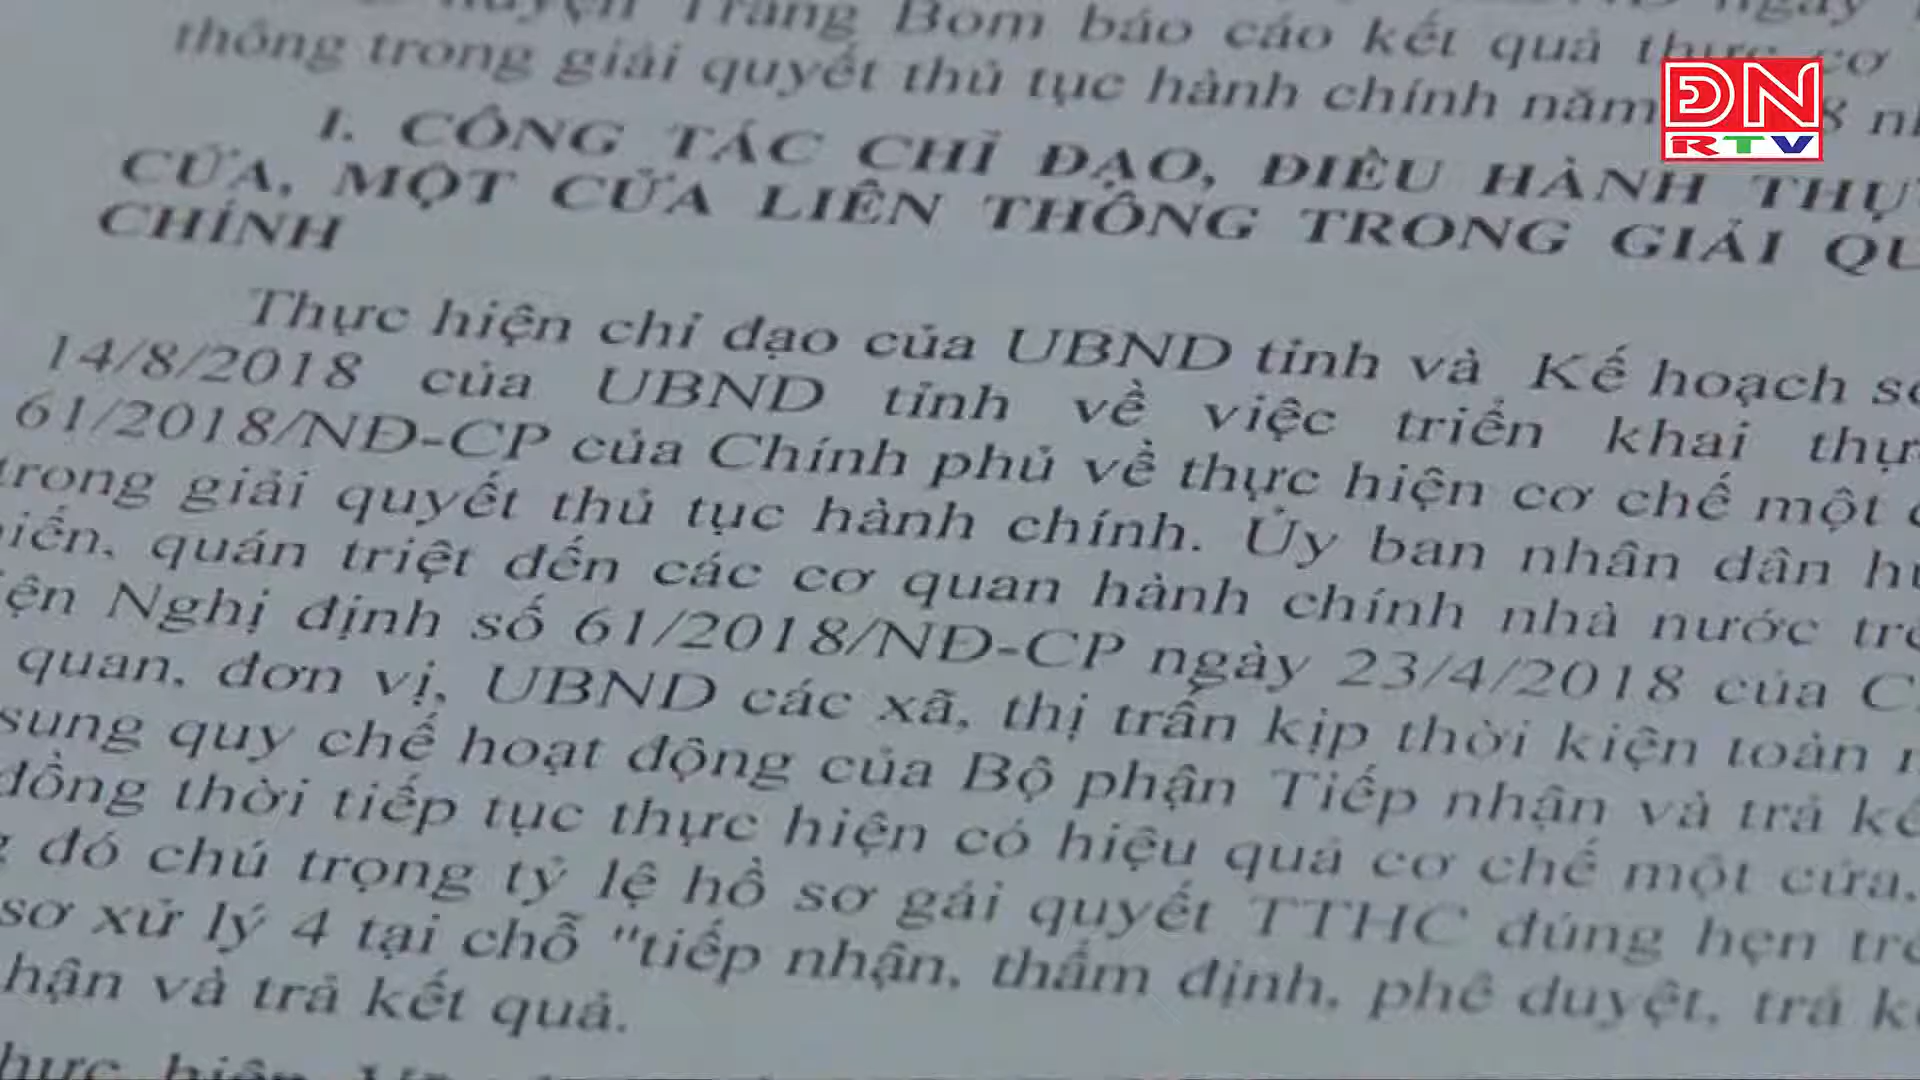 huyện Trảng Bom báo cáo kết quả thực cơ
thông trong giải quyết thủ tục hành chính năm
ĐN
RTV
I. CÔNG TÁC CHỈ ĐẠO, ĐIỀU HÀNH
CỬA, MỘT CỬA LIÊN THÔNG TRONG GIẢI
CHÍNH
Thực hiện chỉ đạo của UBND tỉnh và Kế hoạch
14/8/2018 của UBND tỉnh về việc triển khai
61/2018/NĐ-CP của Chính phủ về thực hiện cơ chế một
trong giải quyết thủ tục hành chính. Ủy ban nhân dân
quán triệt đến các cơ quan hành chính nhà nước
Nghị định số 61/2018/NĐ-CP ngày 23/4/2018 của
quan, đơn vị, UBND các xã, thị trấn kịp thời kiện toàn
sung quy chế hoạt động của Bộ phận Tiếp nhận và trả
đồng thời tiếp tục thực hiện có hiệu quả cơ chế một cửa,
đó chú trọng tỷ lệ hồ sơ gải quyết TTHC đúng hẹn
sơ xử lý 4 tại chỗ "tiếp nhận, thẩm định, phê duyệt, trả
và trả kết quả.